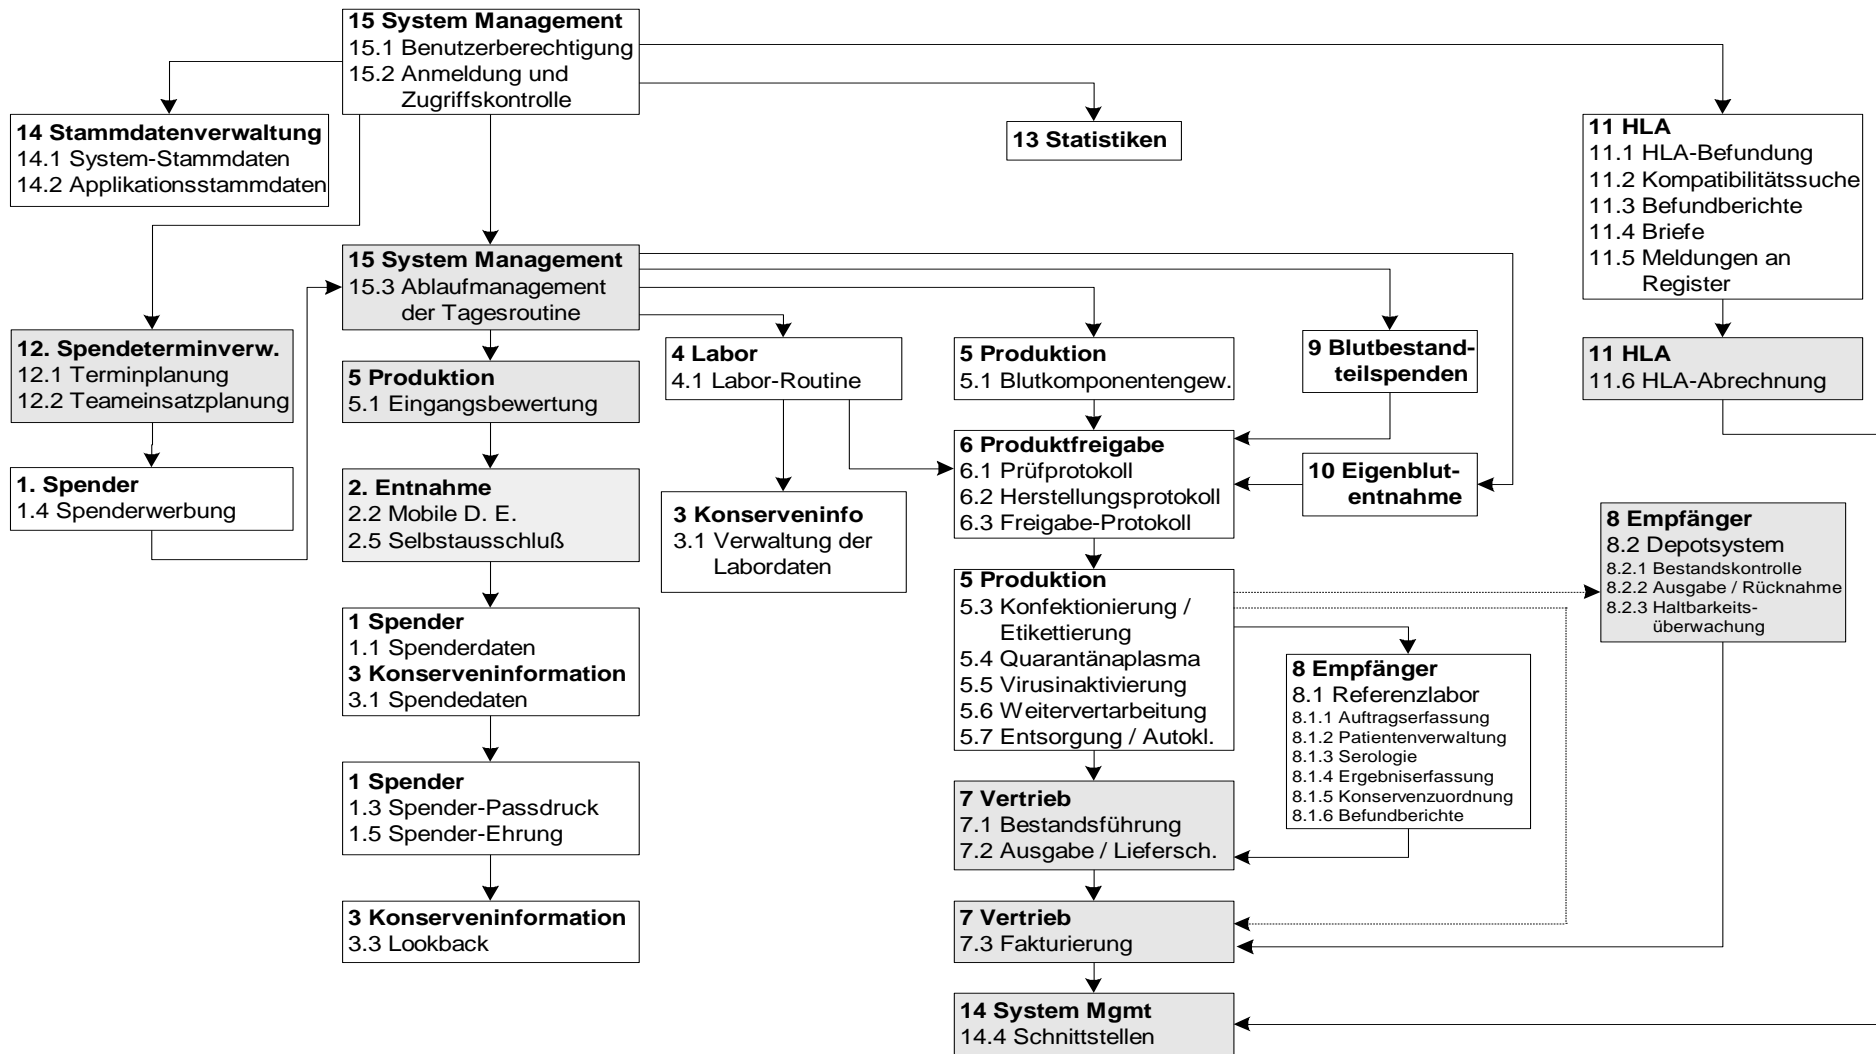 15 System Management
15.1 Benutzerberechtigung
15.2 Anmeldung und
Zugriffskontrolle
14 Stammdatenverwaltung
14.1 System-Stammdaten
14.2 Applikationsstammdaten
13 Statistiken
11 HLA
11.1 HLA-Befundung
11.2 Kompatibilitätssuche
11.3 Befundberichte
11.4 Briefe
11.5 Meldungen an
Register
15 System Management
15.3 Ablaufmanagement
der Tagesroutine
12. Spendeterminverw.
12.1 Terminplanung
12.2 Teameinsatzplanung
5 Produktion
5.1 Eingangsbewertung
4 Labor
4.1 Labor-Routine
5 Produktion
5.1 Blutkomponentengew.
9 Blutbestand-
teilspenden
11 HLA
11.6 HLA-Abrechnung
1. Spender
1.4 Spenderwerbung
2. Entnahme
2.2 Mobile D. E.
2.5 Selbstausschluß
3 Konserveninfo
3.1 Verwaltung der
Labordaten
6 Produktfreigabe
6.1 Prüfprotokoll
6.2 Herstellungsprotokoll
6.3 Freigabe-Protokoll
10 Eigenblut-
entnahme
8 Empfänger
8.2 Depotsystem
8.2.1 Bestandskontrolle
8.2.2 Ausgabe / Rücknahme
8.2.3 Haltbarkeits-
überwachung
1 Spender
1.1 Spenderdaten
3 Konserveninformation
3.1 Spendedaten
5 Produktion
5.3 Konfektionierung /
Etikettierung
5.4 Quarantänaplasma
5.5 Virusinaktivierung
5.6 Weitervertarbeitung
5.7 Entsorgung / Autokl.
8 Empfänger
8.1 Referenzlabor
8.1.1 Auftragserfassung
8.1.2 Patientenverwaltung
8.1.3 Serologie
8.1.4 Ergebniserfassung
8.1.5 Konservenzuordnung
8.1.6 Befundberichte
1 Spender
1.3 Spender-Passdruck
1.5 Spender-Ehrung
7 Vertrieb
7.1 Bestandsführung
7.2 Ausgabe / Liefersch.
3 Konserveninformation
3.3 Lookback
7 Vertrieb
7.3 Fakturierung
14 System Mgmt
14.4 Schnittstellen